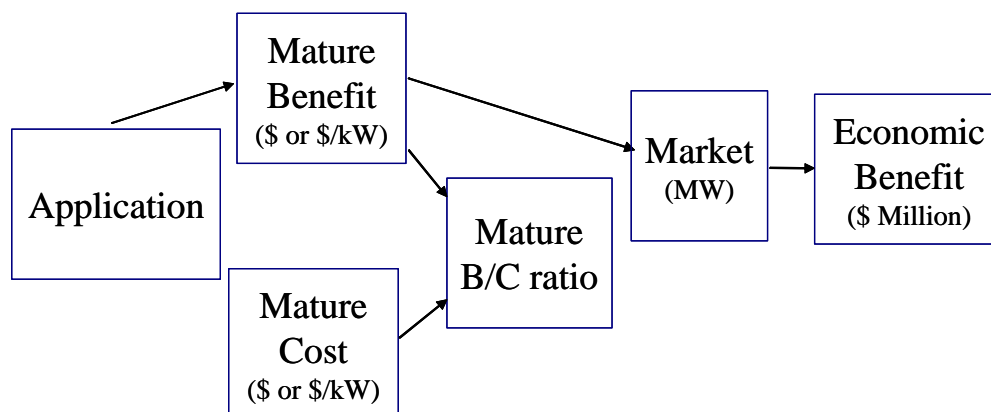 Application
Mature
Benefit
($ or $/kW)
Mature
Cost
($ or $/kW)
Mature
B/C ratio
Market
(MW)
Economic
Benefit
($ Million)